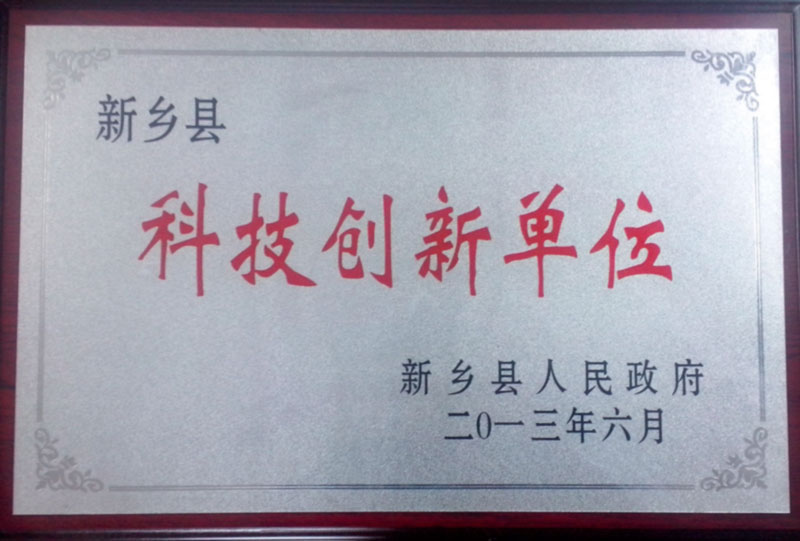 新乡县
科技创新单位
新乡县人民政府
二0一三年六月